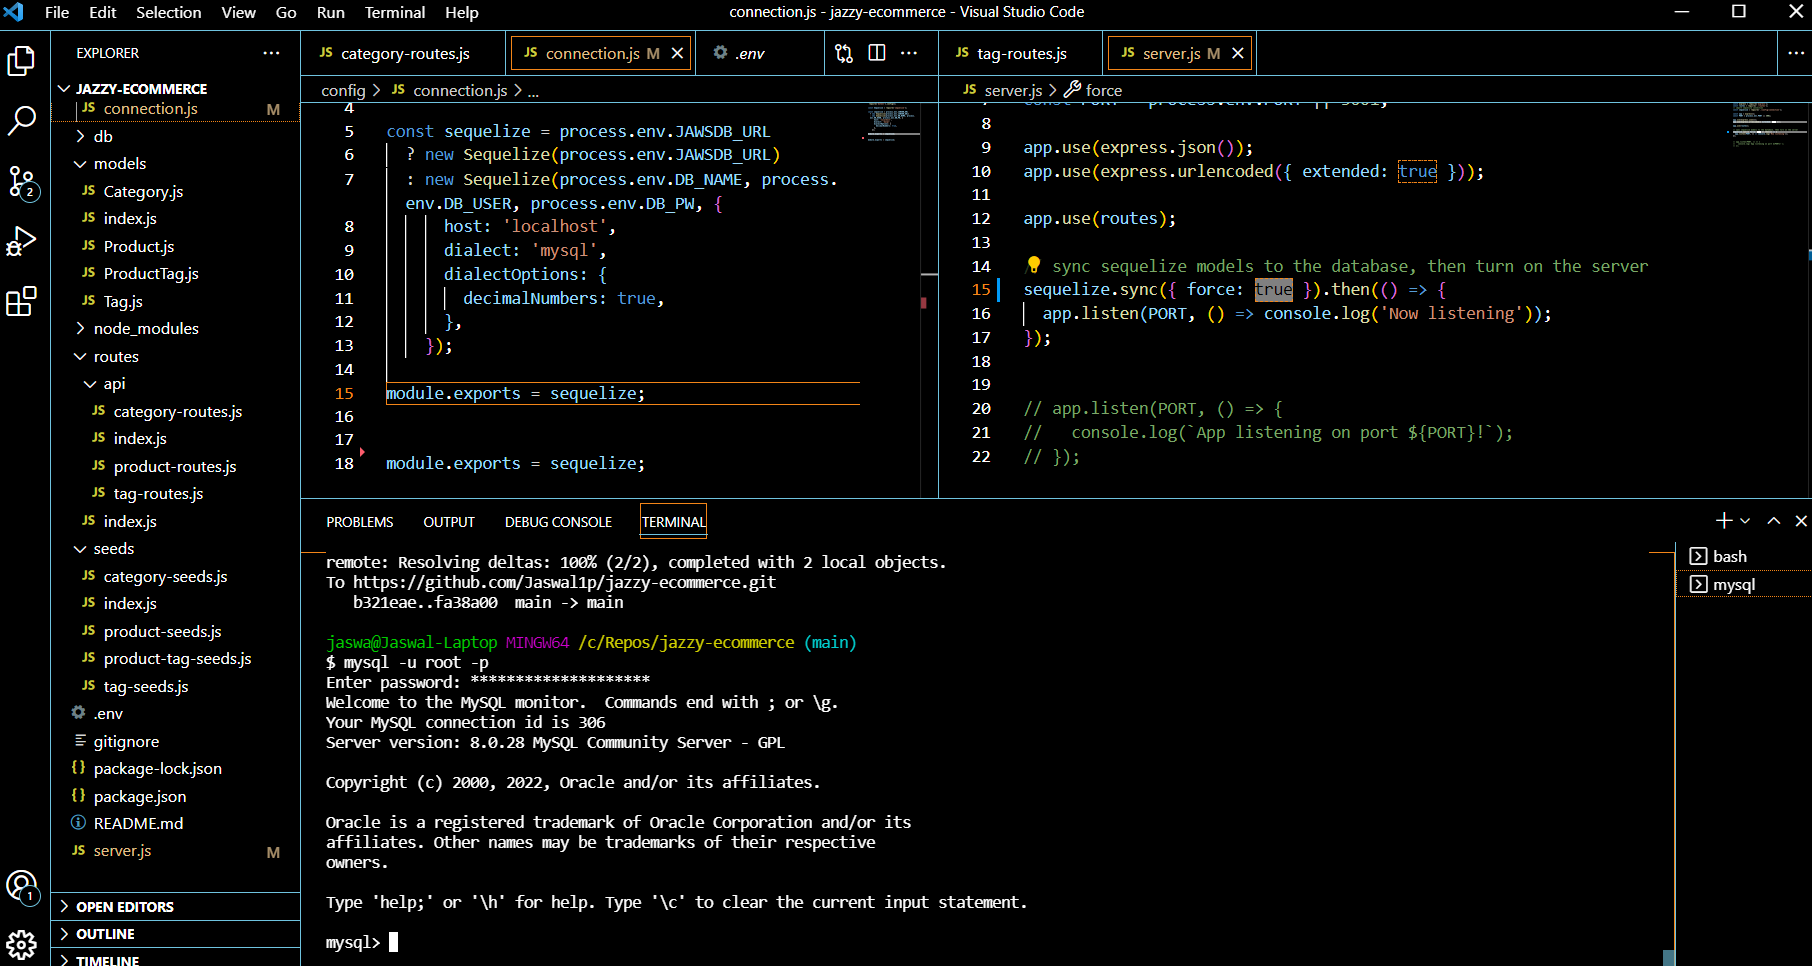 File Edit Selection View Go Run Terminal Help
connection.js - jazzy-ecommerce - Visual Studio Code
EXPLORER
JAZZY-ECOMMERCE
JS connection.js M
db
models
JS Category.js
JS index.js
JS Product.js
JS ProductTag.js
JS Tag.js
node_modules
routes
api
JS category-routes.js
JS index.js
JS product-routes.js
JS tag-routes.js
JS index.js
seeds
JS category-seeds.js
JS index.js
JS product-seeds.js
JS product-tag-seeds.js
JS tag-seeds.js
.env
gitignore
{} package-lock.json
{} package.json
README.md
JS server.js M
OPEN EDITORS
OUTLINE
TIMELINE
2
1
JS category-routes.js
JS connection.js M
.env
config > JS connection.js > ...
4
5 const sequelize = process.env.JAWSDB_URL
6 ? new Sequelize(process.env.JAWSDB_URL)
7 : new Sequelize(process.env.DB_NAME, process.
env.DB_USER, process.env.DB_PW, {
8 host: 'localhost',
9 dialect: 'mysql',
10 dialectOptions: {
11 decimalNumbers: true,
12 },
13 });
14
15 module.exports = sequelize;
16
17
18 module.exports = sequelize;
JS tag-routes.js
JS server.js M
JS server.js > force
7 const PORT = process.env.PORT || 3001;
8
9 app.use(express.json());
10 app.use(express.urlencoded({ extended: true }));
11
12 app.use(routes);
13
14 sync sequelize models to the database, then turn on the server
15 sequelize.sync({ force: true }).then(() => {
16 app.listen(PORT, () => console.log('Now listening'));
17 });
18
19
20 // app.listen(PORT, () => {
21 // console.log(`App listening on port ${PORT}!`);
22 // });
PROBLEMS OUTPUT DEBUG CONSOLE TERMINAL
remote: Resolving deltas: 100% (2/2), completed with 2 local objects.
To https://github.com/Jaswal1p/jazzy-ecommerce.git
b321eae..fa38a00 main -> main
jaswa@Jaswal-Laptop MINGW64 /c/Repos/jazzy-ecommerce (main)
$ mysql -u root -p
Enter password: ********************
Welcome to the MySQL monitor. Commands end with ; or \g.
Your MySQL connection id is 306
Server version: 8.0.28 MySQL Community Server - GPL
Copyright (c) 2000, 2022, Oracle and/or its affiliates.
Oracle is a registered trademark of Oracle Corporation and/or its
affiliates. Other names may be trademarks of their respective
owners.
Type 'help;' or '\h' for help. Type '\c' to clear the current input statement.
mysql>
bash
mysql